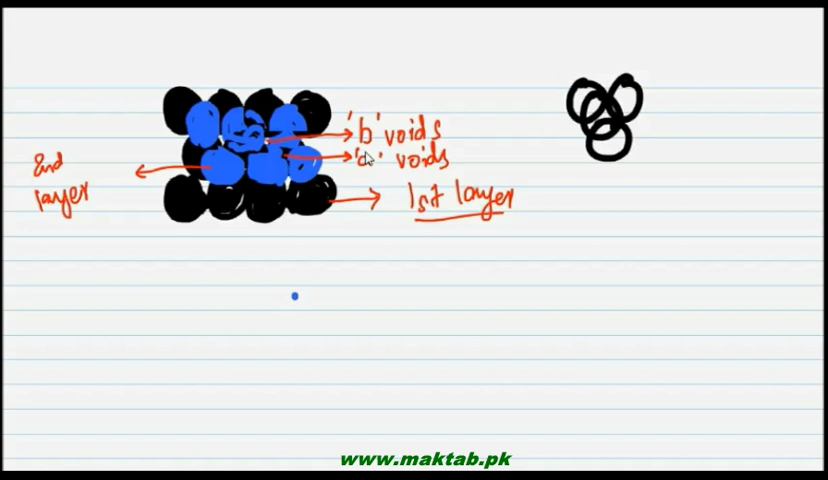 'b' voids
'a' voids
2nd
layer
1st layer
www.maktab.pk